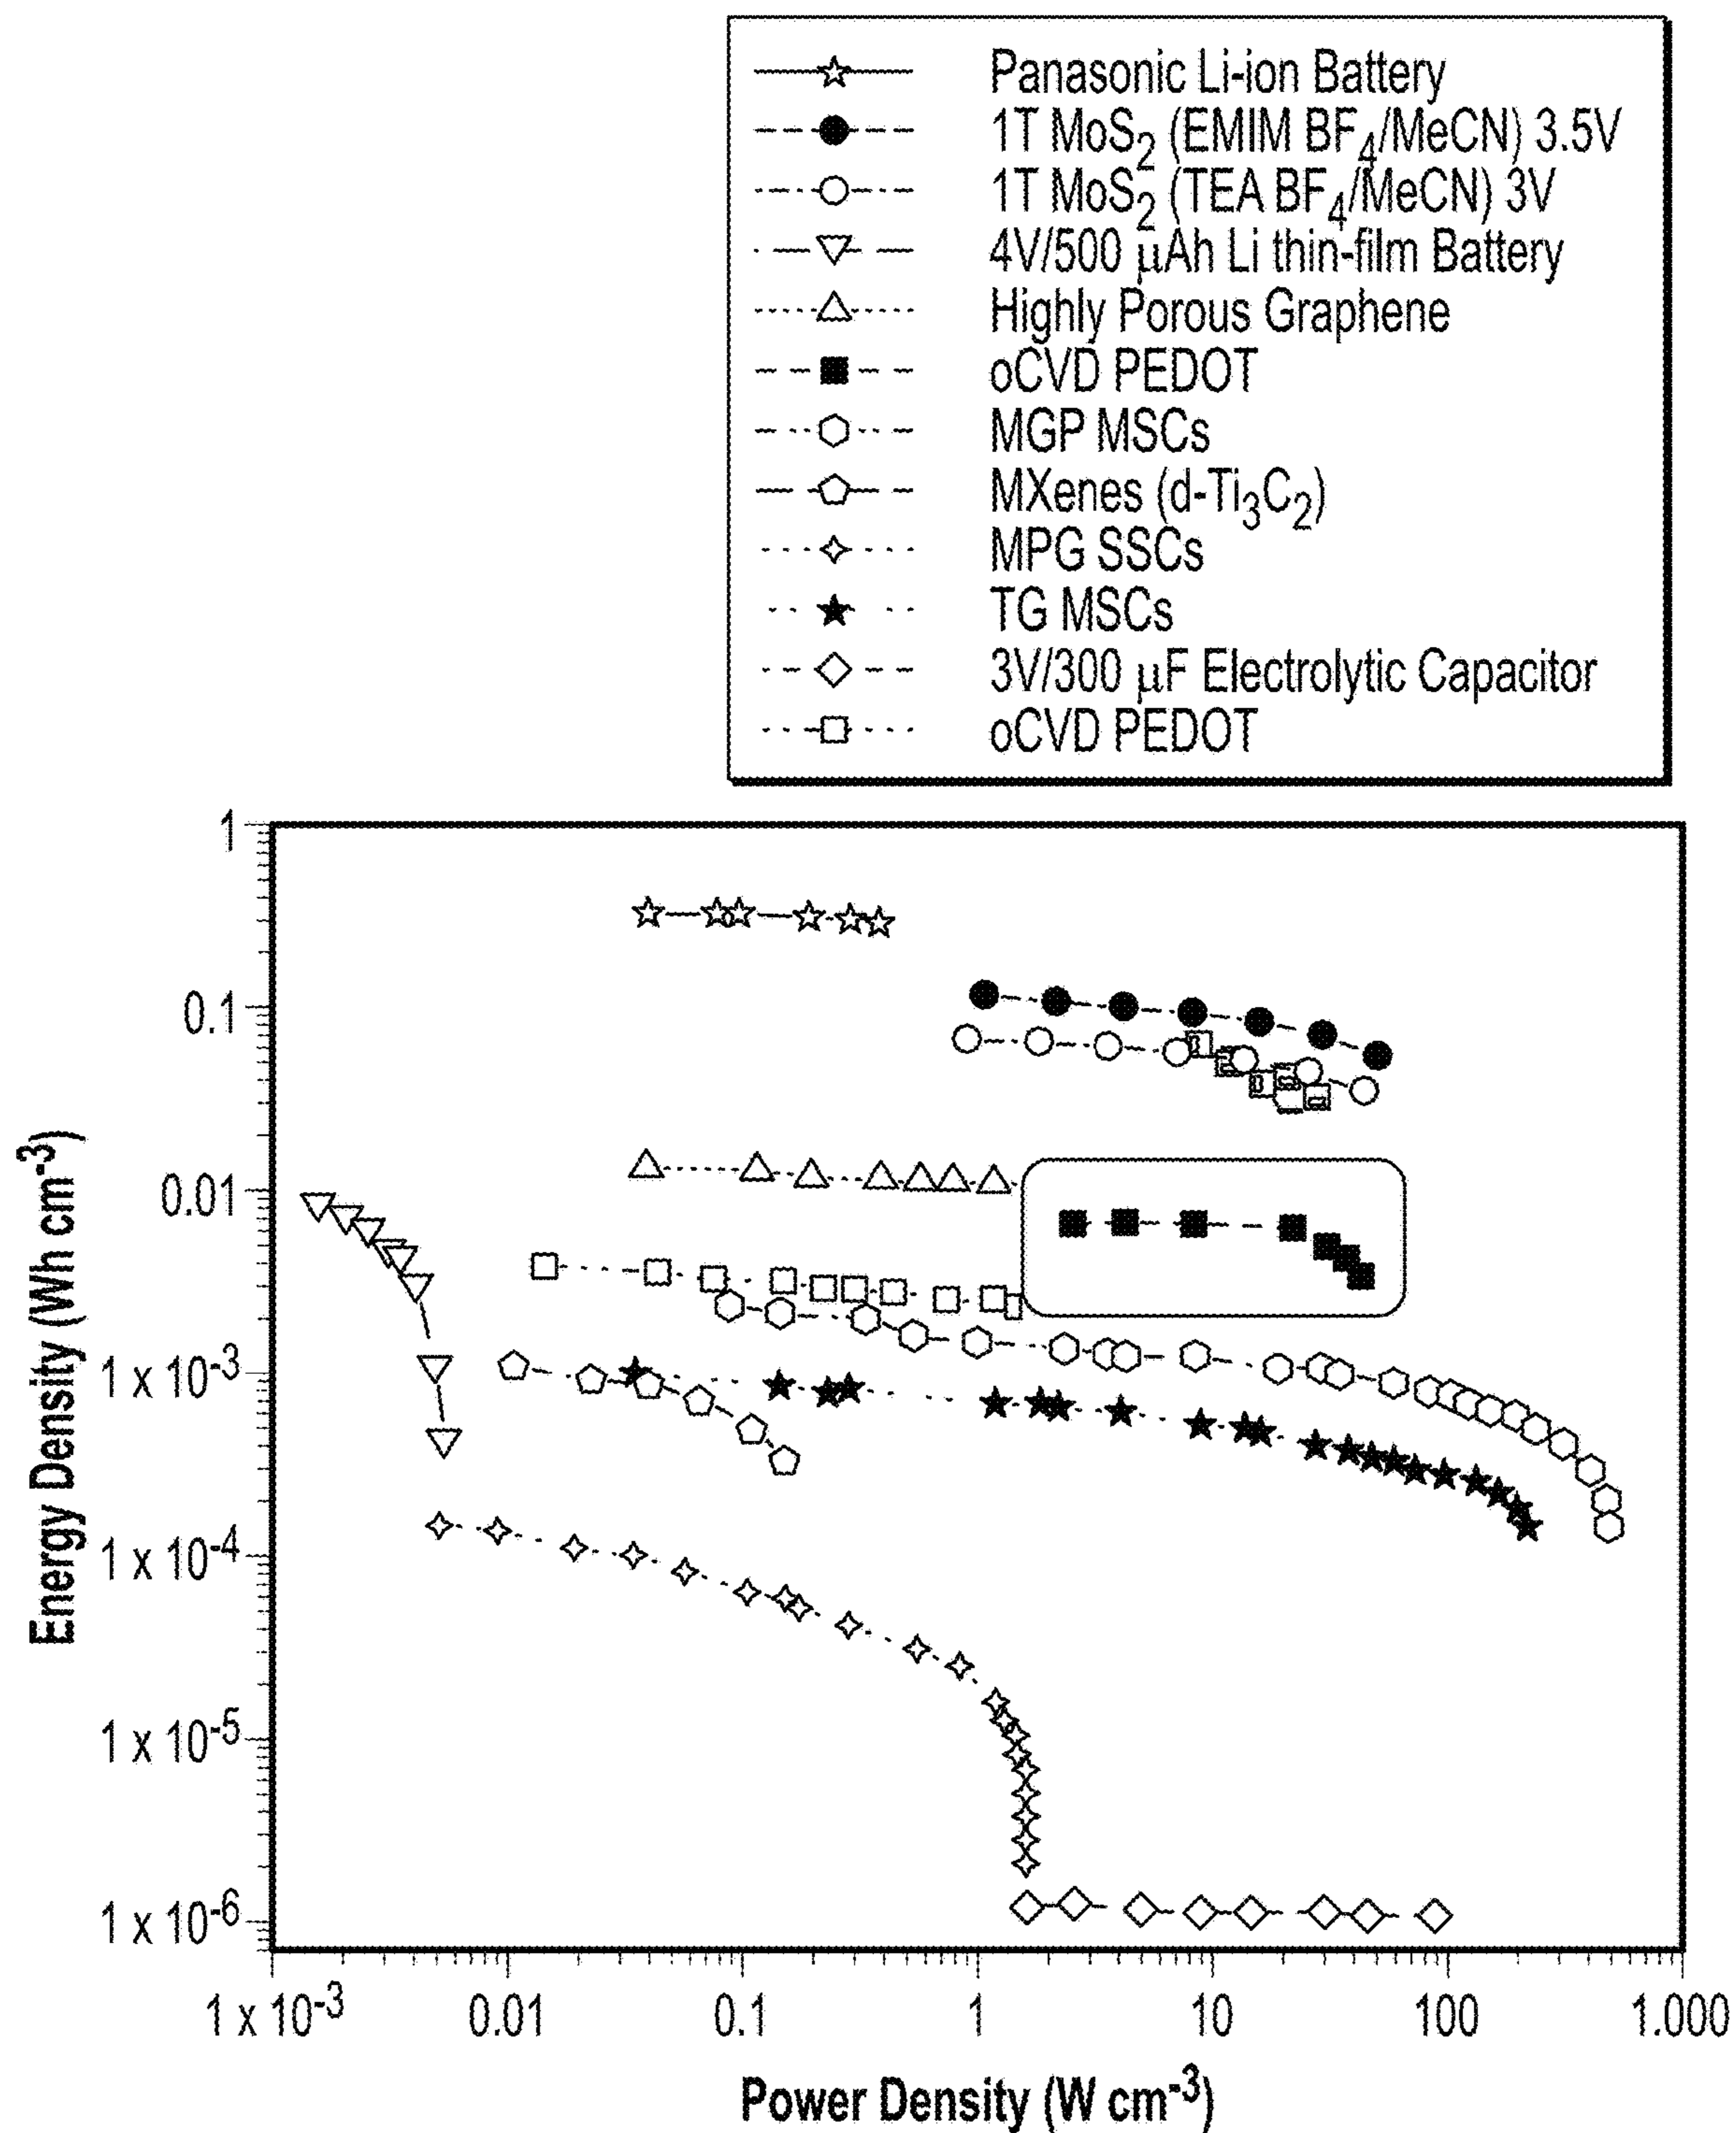 Panasonic Li-ion Battery
1T MoS₂ (EMIM BF₄/MeCN) 3.5V
1T MoS₂ (TEA BF₄/MeCN) 3V
4V/500 μAh Li thin-film Battery
Highly Porous Graphene
oCVD PEDOT
MGP MSCs
MXenes (d-Ti₃C₂)
MPG SSCs
TG MSCs
3V/300 μF Electrolytic Capacitor
oCVD PEDOT
1
0.1
0.01
1 x 10⁻³
1 x 10⁻⁴
1 x 10⁻⁵
1 x 10⁻⁶
Energy Density (Wh cm⁻³)
1 x 10⁻³ 0.01 0.1 1 10 100 1.000
Power Density (W cm⁻³)